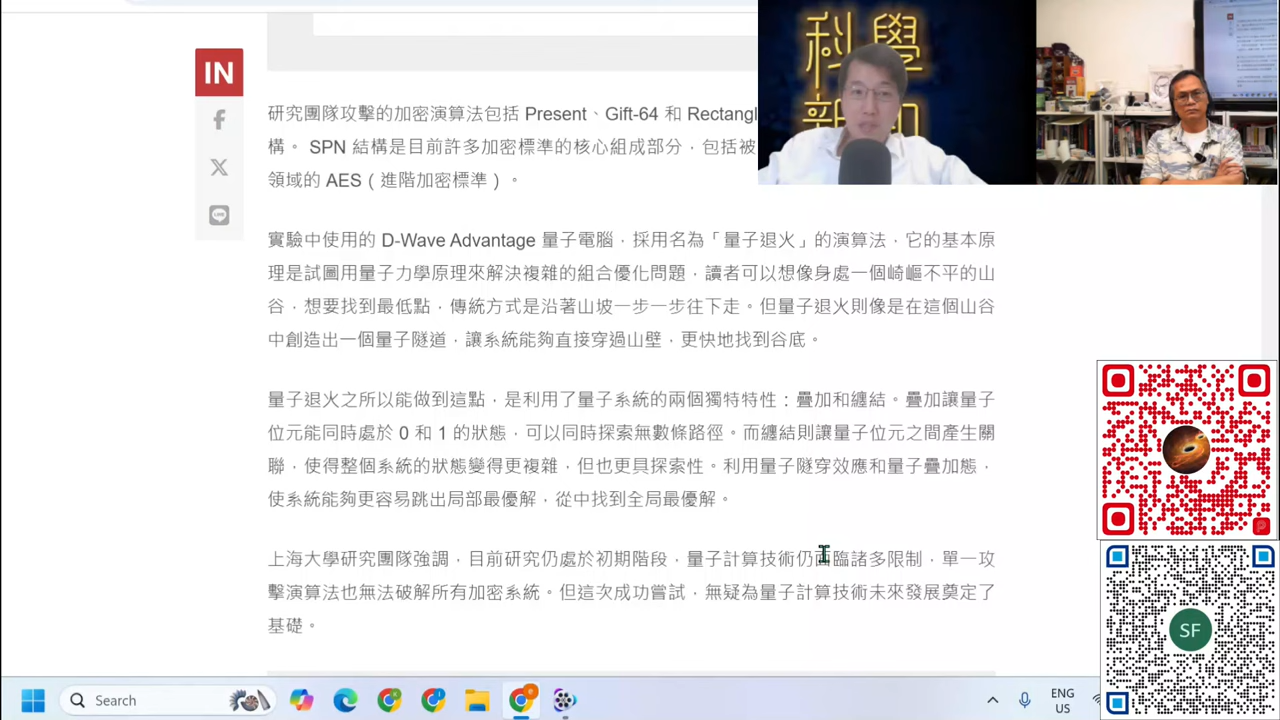 科學
新知
IN
研究團隊攻擊的加密演算法包括 Present、Gift-64 和 Rectangl
構。 SPN 結構是目前許多加密標準的核心組成部分，包括被
領域的 AES（進階加密標準）。
實驗中使用的 D-Wave Advantage 量子電腦，採用名為「量子退火」的演算法，它的基本原
理是試圖用量子力學原理來解決複雜的組合優化問題，讀者可以想像身處一個崎嶇不平的山
谷，想要找到最低點，傳統方式是沿著山坡一步一步往下走。但量子退火則像是在這個山谷
中創造出一個量子隧道，讓系統能夠直接穿過山壁，更快地找到谷底。
量子退火之所以能做到這點，是利用了量子系統的兩個獨特特性：疊加和纏結。疊加讓量子
位元能同時處於 0 和 1 的狀態，可以同時探索無數條路徑，而纏結則讓量子位元之間產生關
聯，使得整個系統的狀態變得更複雜，但也更具探索性。利用量子隧穿效應和量子疊加態，
使系統能夠更容易跳出局部最優解，從中找到全局最優解。
上海大學研究團隊強調，目前研究仍處於初期階段，量子計算技術仍面臨諸多限制，單一攻
擊演算法也無法破解所有加密系統。但這次成功嘗試，無疑為量子計算技術未來發展奠定了
基礎。
SF
Search
ENG
US